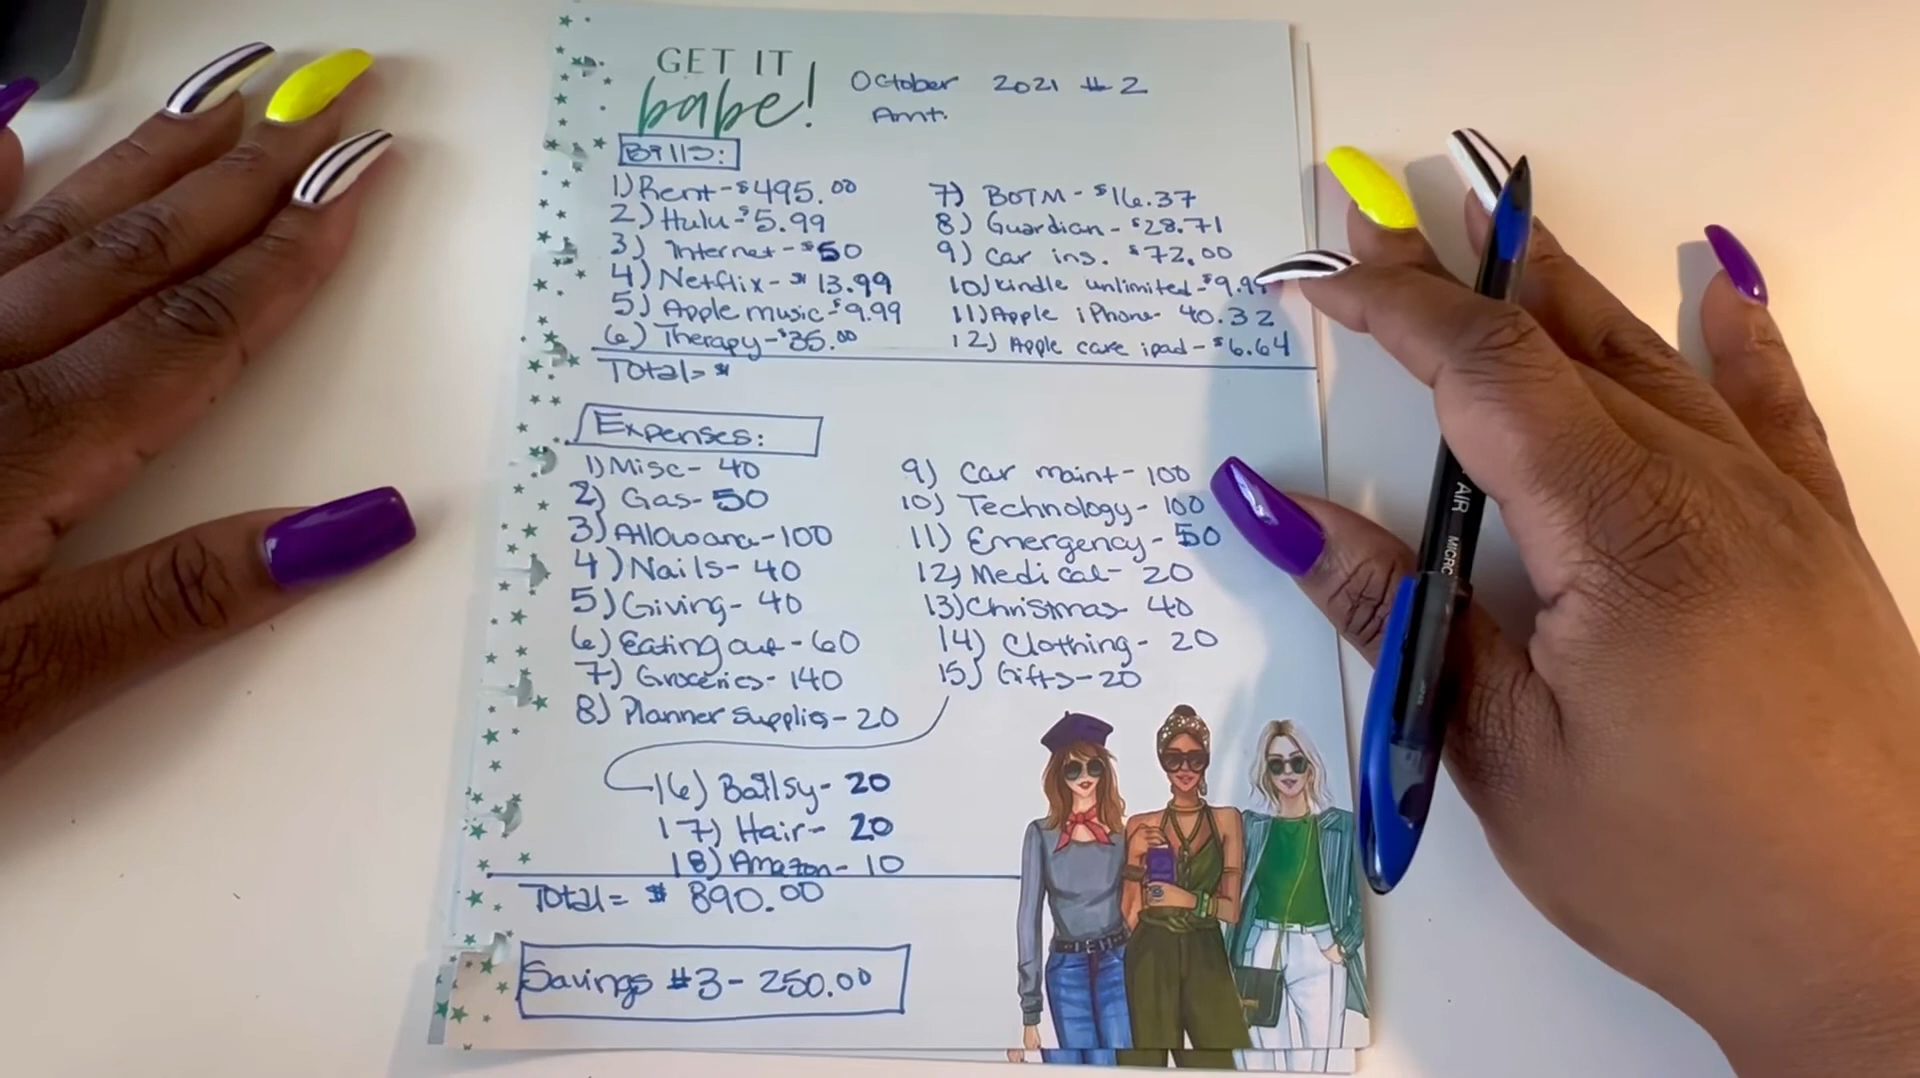 GET IT
babe!
October 2021 #2
Amt.
Bills:
1) Rent - $495.00
2) Hulu - $5.99
3) Internet - $50
4) Netflix - $13.99
5) Apple music - $9.99
6) Therapy - $35.00
7) BOTM - $16.37
8) Guardian - $28.71
9) Car ins. $72.00
10) Kindle unlimited - $9.99
11) Apple iPhone - 40.32
12) Apple care ipad - $6.64
Total = $
Expenses:
1) Misc - 40
2) Gas - 50
3) Allowance - 100
4) Nails - 40
5) Giving - 40
6) Eating out - 60
7) Groceries - 140
8) Planner supplies - 20
9) Car maint - 100
10) Technology - 100
11) Emergency - 50
12) Medical - 20
13) Christmas 40
14) Clothing - 20
15) Gifts - 20
16) Bailsy - 20
17) Hair - 20
18) Amazon - 10
Total = $ 890.00
Savings #3 - 250.00
AIR
MICRO